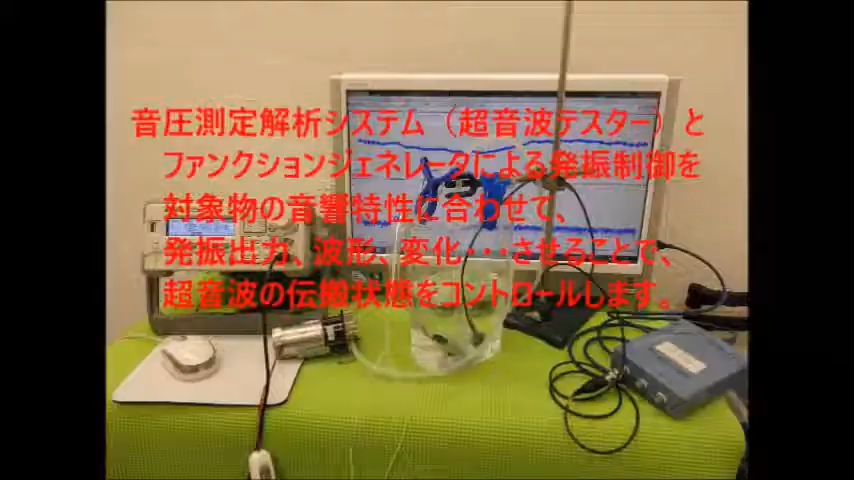 音圧測定解析システム（超音波テスター）と
ファンクションジェネレータによる発振制御を
対象物の音響特性に合わせて、
発振出力、波形、変化・・・させることで、
超音波の伝搬状態をコントロールします。